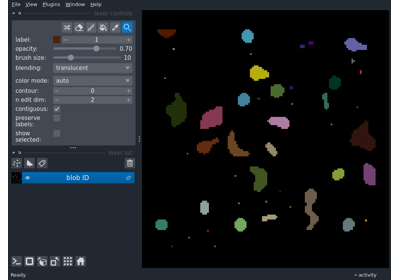 File View Plugins Window Help
layer controls
label: 1
opacity: 0.70
brush size: 10
blending: translucent
color mode: auto
contour: 0
n edit dim: 2
contiguous:
preserve
labels:
show
selected:
layer list
blob ID
Ready
activity